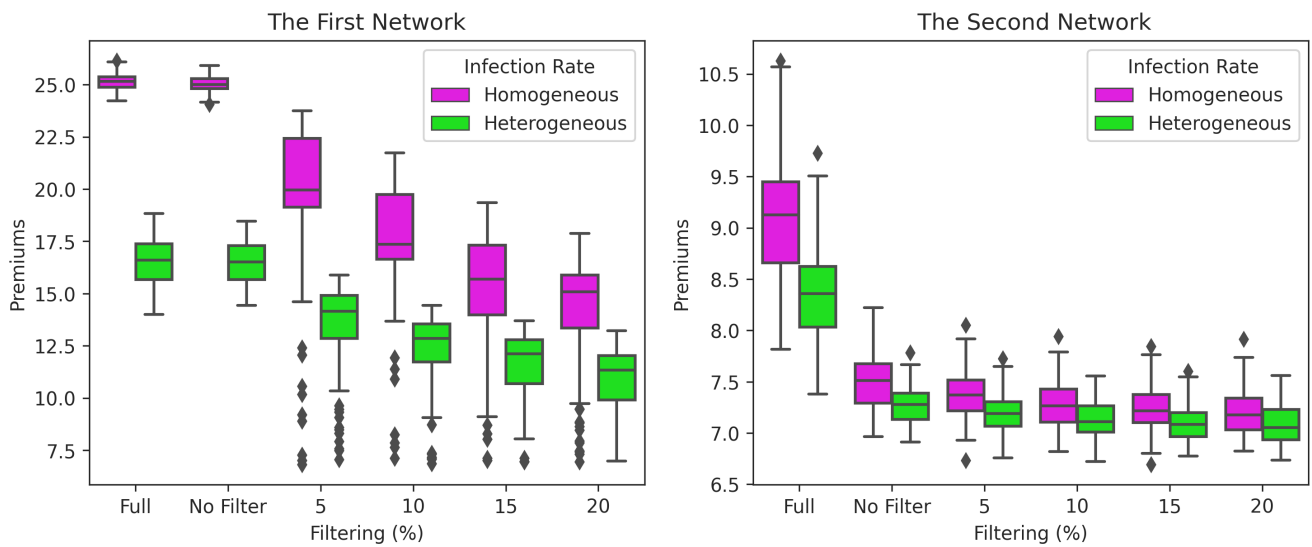 The First Network
Premiums
25.0
22.5
20.0
17.5
15.0
12.5
10.0
7.5
Infection Rate
Homogeneous
Heterogeneous
Full
No Filter
5
10
15
20
Filtering (%)
The Second Network
Premiums
10.5
10.0
9.5
9.0
8.5
8.0
7.5
7.0
6.5
Infection Rate
Homogeneous
Heterogeneous
Full
No Filter
5
10
15
20
Filtering (%)